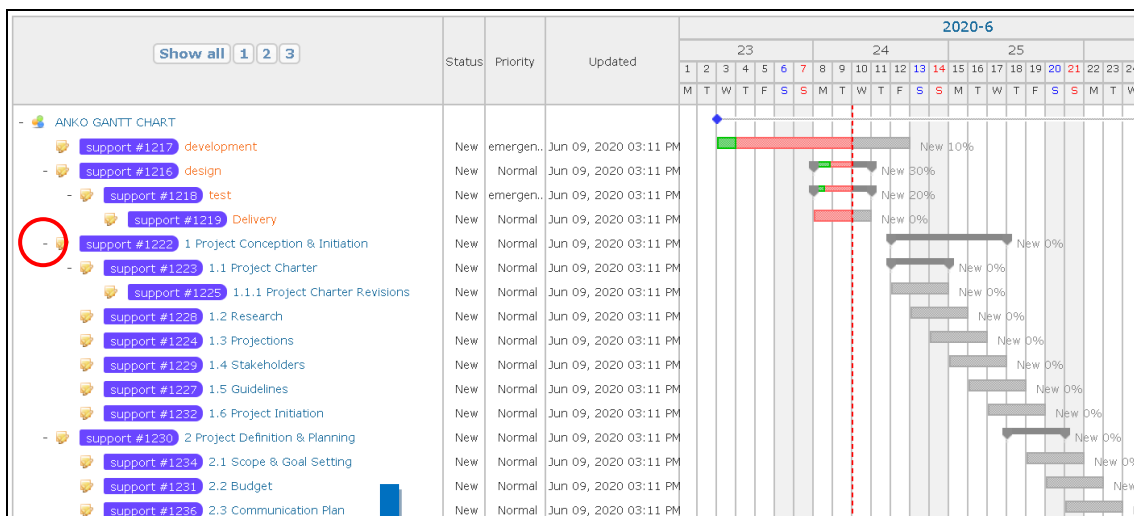 2020-6
Show all 1 2 3 Status Priority Updated 23 24 25
1 2 3 4 5 6 7 8 9 10 11 12 13 14 15 16 17 18 19 20 21 22 23 24
M T W T F S S M T W T F S S M T W T F S S M T W
- ANKO GANTT CHART
support #1217 development New emergen.. Jun 09, 2020 03:11 PM New 10%
- support #1216 design New Normal Jun 09, 2020 03:11 PM New 30%
- support #1218 test New emergen.. Jun 09, 2020 03:11 PM New 20%
support #1219 Delivery New Normal Jun 09, 2020 03:11 PM New 0%
- support #1222 1 Project Conception & Initiation New Normal Jun 09, 2020 03:11 PM New 0%
- support #1223 1.1 Project Charter New Normal Jun 09, 2020 03:11 PM New 0%
support #1225 1.1.1 Project Charter Revisions New Normal Jun 09, 2020 03:11 PM New 0%
support #1228 1.2 Research New Normal Jun 09, 2020 03:11 PM New 0%
support #1224 1.3 Projections New Normal Jun 09, 2020 03:11 PM New 0%
support #1229 1.4 Stakeholders New Normal Jun 09, 2020 03:11 PM New 0%
support #1227 1.5 Guidelines New Normal Jun 09, 2020 03:11 PM New 0%
support #1232 1.6 Project Initiation New Normal Jun 09, 2020 03:11 PM New 0%
- support #1230 2 Project Definition & Planning New Normal Jun 09, 2020 03:11 PM New 0%
support #1234 2.1 Scope & Goal Setting New Normal Jun 09, 2020 03:11 PM New 0%
support #1231 2.2 Budget New Normal Jun 09, 2020 03:11 PM New
support #1236 2.3 Communication Plan New Normal Jun 09, 2020 03:11 PM